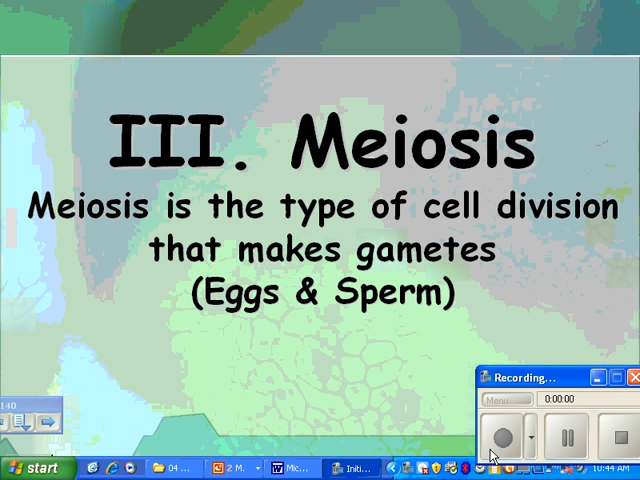 III. Meiosis
Meiosis is the type of cell division
that makes gametes
(Eggs & Sperm)
Recording...
Menu
0:00:00
140
start
04 ...
2 M.
Mic...
Initi...
10:44 AM